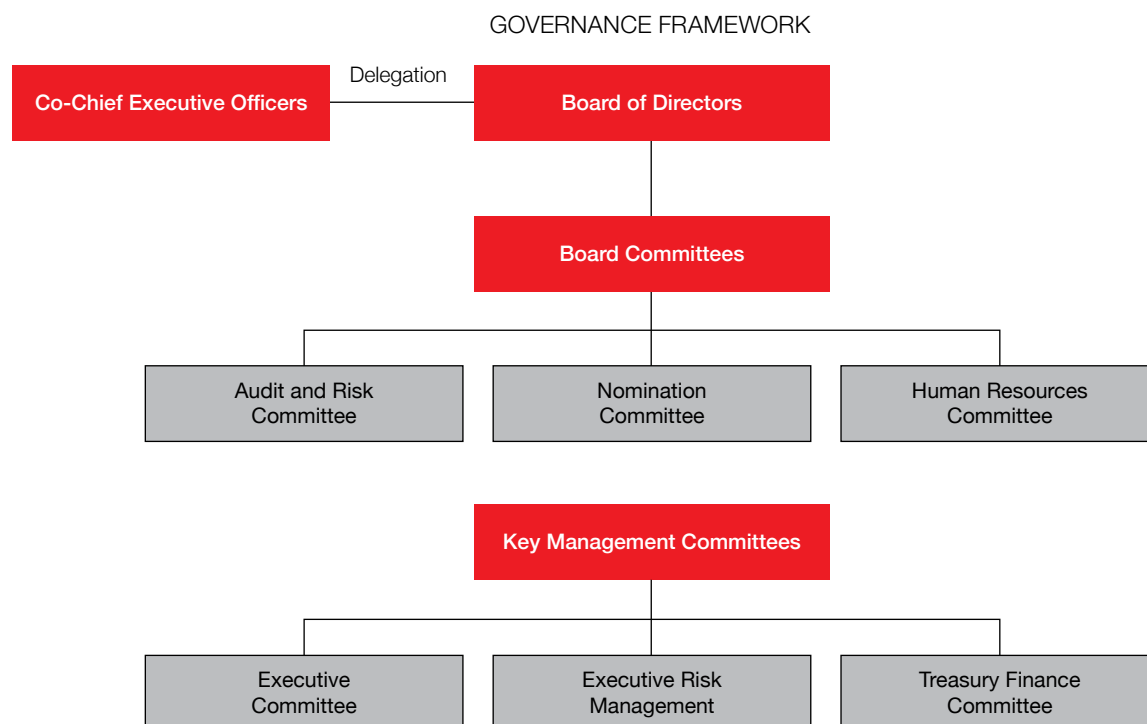 GOVERNANCE FRAMEWORK
Delegation
Co-Chief Executive Officers
Board of Directors
Board Committees
Audit and Risk
Committee
Nomination
Committee
Human Resources
Committee
Key Management Committees
Executive
Committee
Executive Risk
Management
Treasury Finance
Committee